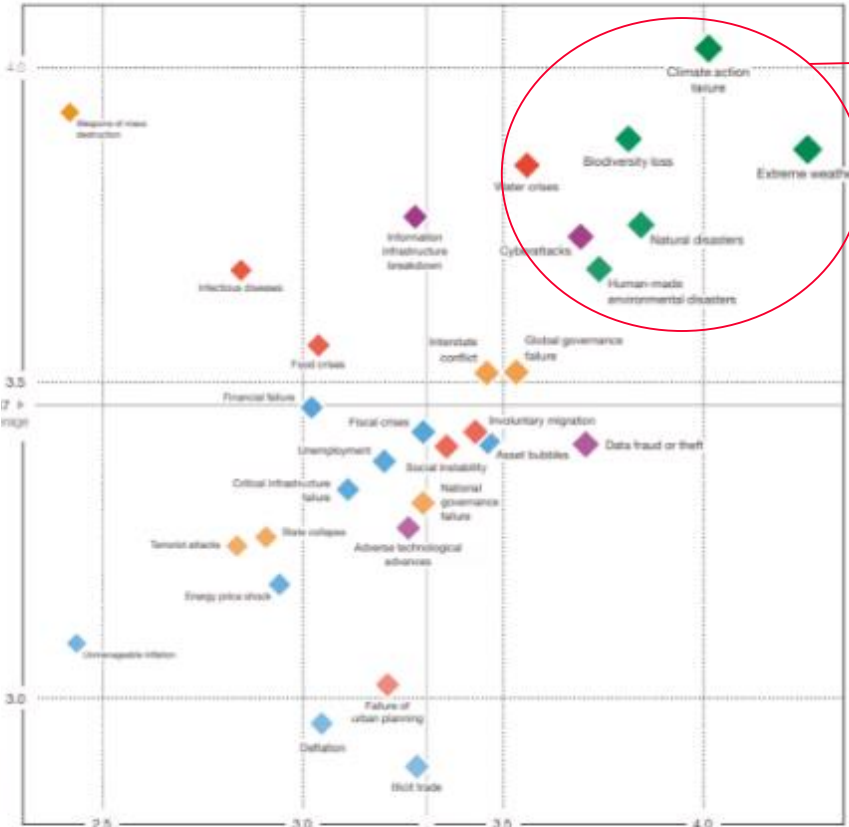 4.0
Climate action
failure
Weapons of mass
destruction
Biodiversity loss
Extreme weathe
Water crises
Information
infrastructure
breakdown
Cyberattacks
Natural disasters
Infectious diseases
Human-made
environmental disasters
Food crises
Interstate
conflict
Global governance
failure
3.5
Financial failure
Fiscal crises
Involuntary migration
Unemployment
Social instability
Asset bubbles
Data fraud or theft
Critical infrastructure
failure
National
governance
failure
State collapse
Terrorist attacks
Adverse technological
advances
Energy price shock
Unmanageable inflation
3.0
Failure of
urban planning
Deflation
Illicit trade
2.5
3.0
3.5
4.0